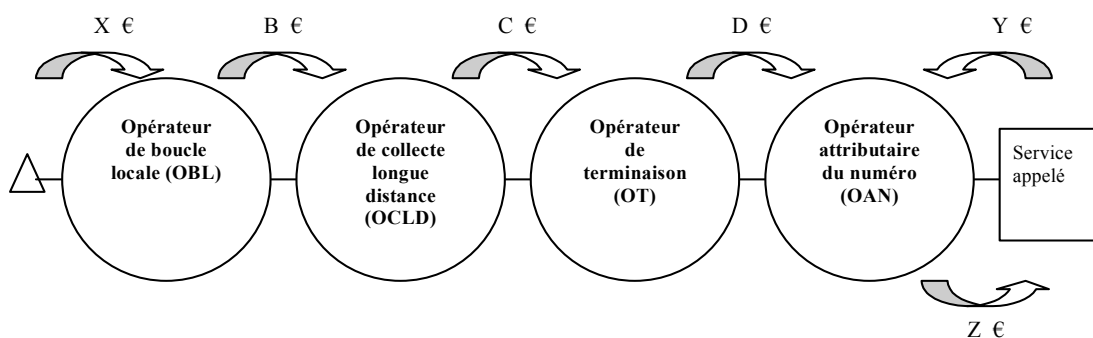 X €
B €
C €
D €
Y €
Opérateur
de boucle
locale (OBL)
Opérateur
de collecte
longue
distance
(OCLD)
Opérateur
de
terminaison
(OT)
Opérateur
attributaire
du numéro
(OAN)
Service
appelé
Z €